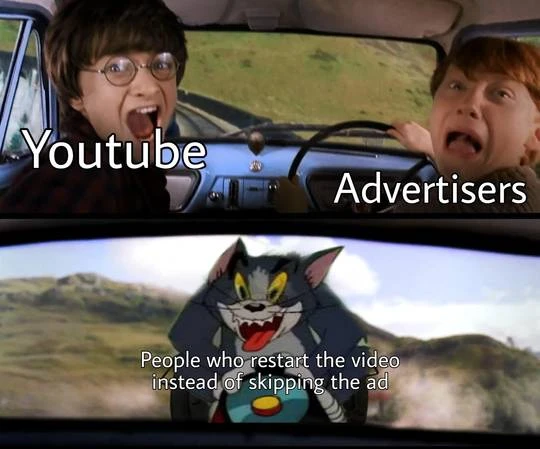 Youtube
Advertisers
People who restart the video
instead of skipping the ad